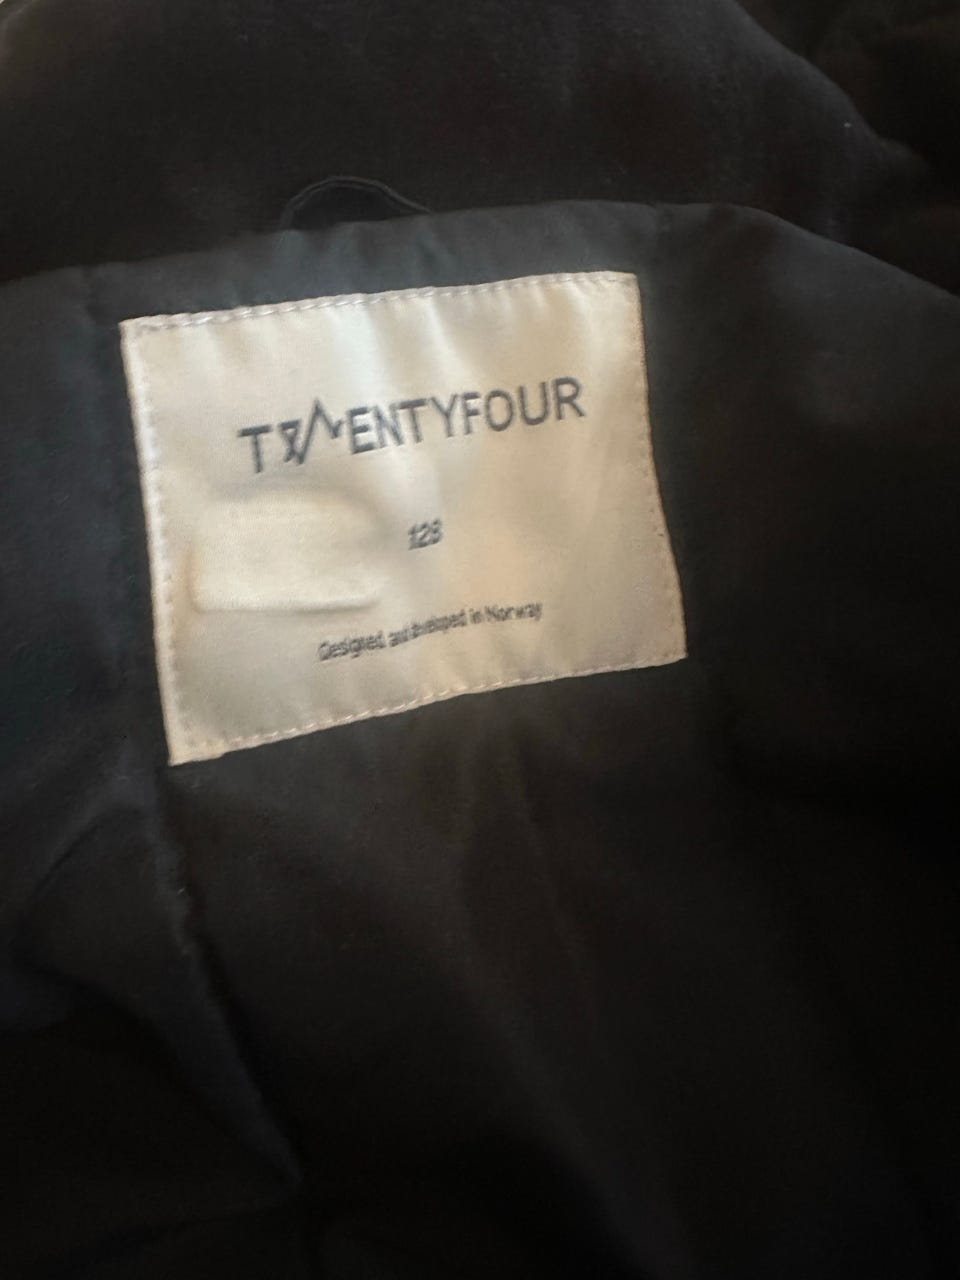 TWENTYFOUR
128
Designed and developed in Norway